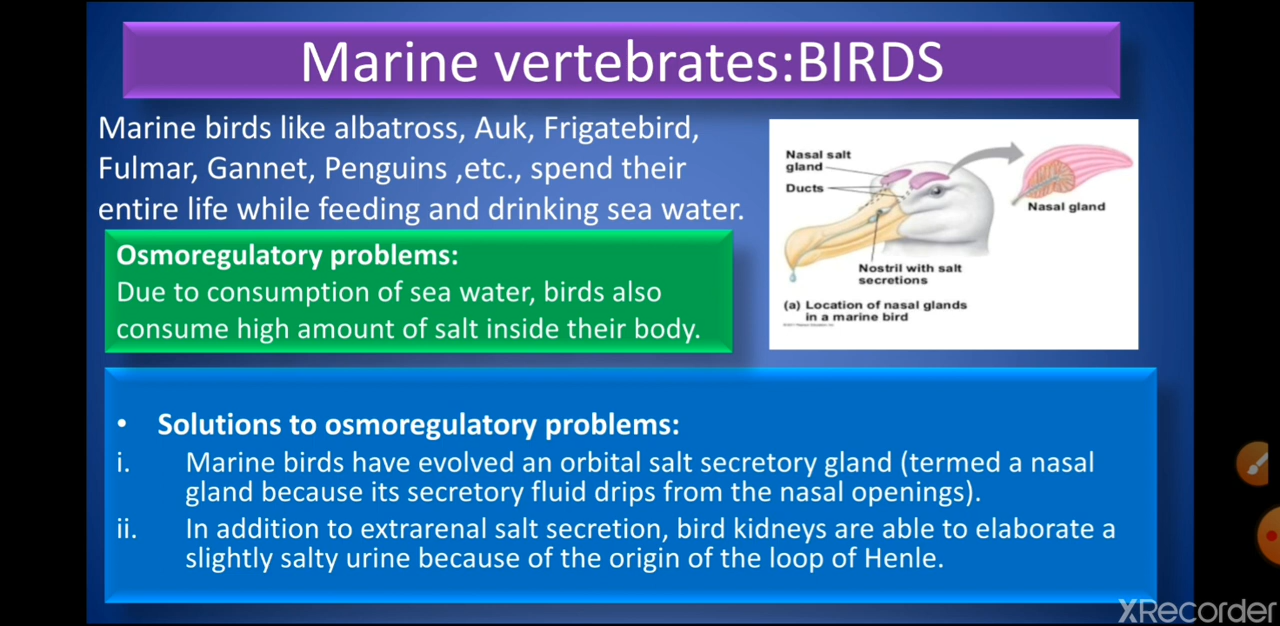 Marine vertebrates:BIRDS
Marine birds like albatross, Auk, Frigatebird,
Fulmar, Gannet, Penguins ,etc., spend their
entire life while feeding and drinking sea water.
Osmoregulatory problems:
Due to consumption of sea water, birds also
consume high amount of salt inside their body.
Nasal salt
gland
Ducts
Nasal gland
Nostril with salt
secretions
(a) Location of nasal glands
in a marine bird
• Solutions to osmoregulatory problems:
i. Marine birds have evolved an orbital salt secretory gland (termed a nasal
gland because its secretory fluid drips from the nasal openings).
ii. In addition to extrarenal salt secretion, bird kidneys are able to elaborate a
slightly salty urine because of the origin of the loop of Henle.
XRecorder